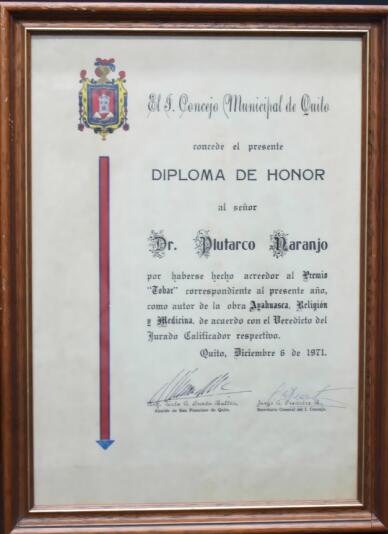 El I. Concejo Municipal de Quito
concede el presente
DIPLOMA DE HONOR
al señor
Dr. Plutarco Naranjo
por haberse hecho acreedor al Premio
"Tobar" correspondiente al presente año,
como autor de la obra Ayahuasca, Religión
y Medicina, de acuerdo con el Veredicto del
Jurado Calificador respectivo.
Quito, Diciembre 6 de 1971.
Alcalde de San Francisco de Quito.
Secretario General del I. Concejo.